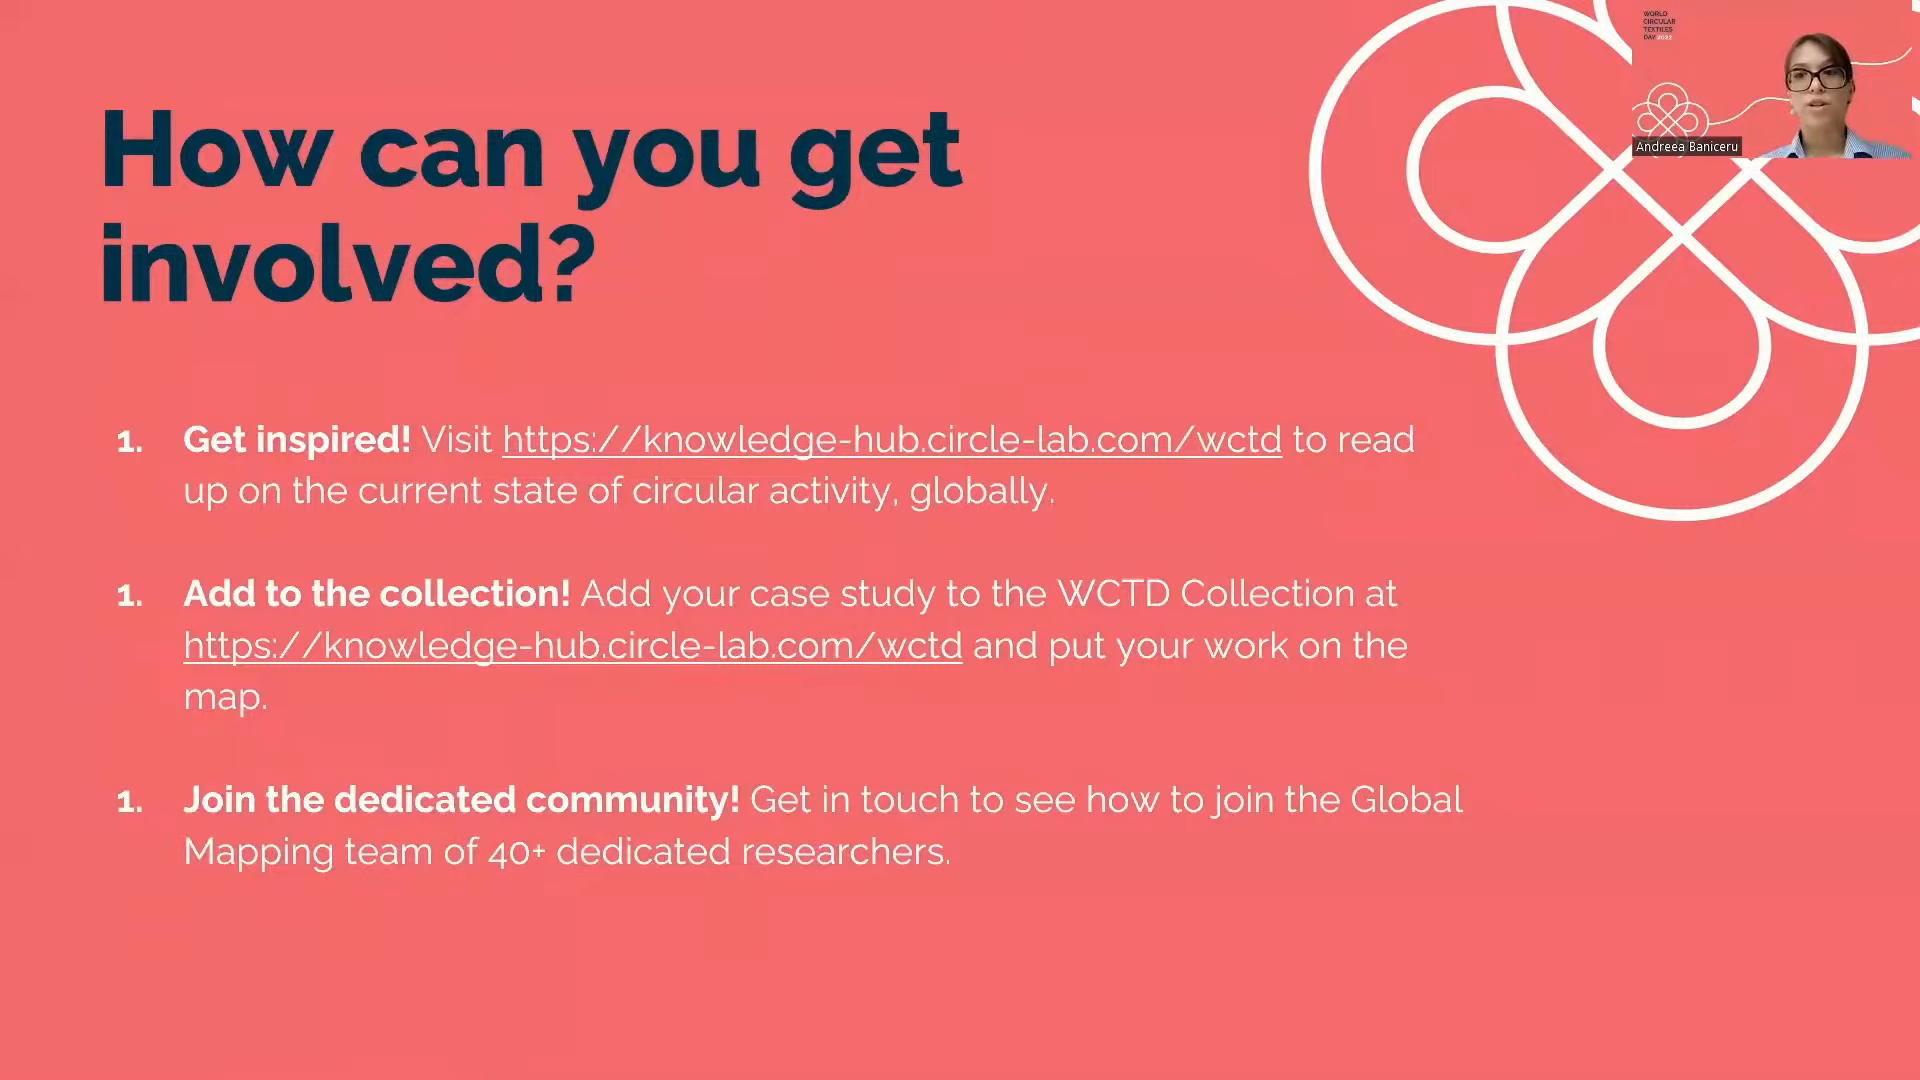 WORLD
CIRCULAR
TEXTILES
DAY 2022
Andreea Baniceru
How can you get
involved?
1. Get inspired! Visit https://knowledge-hub.circle-lab.com/wctd to read
up on the current state of circular activity, globally.
1. Add to the collection! Add your case study to the WCTD Collection at
https://knowledge-hub.circle-lab.com/wctd and put your work on the
map.
1. Join the dedicated community! Get in touch to see how to join the Global
Mapping team of 40+ dedicated researchers.